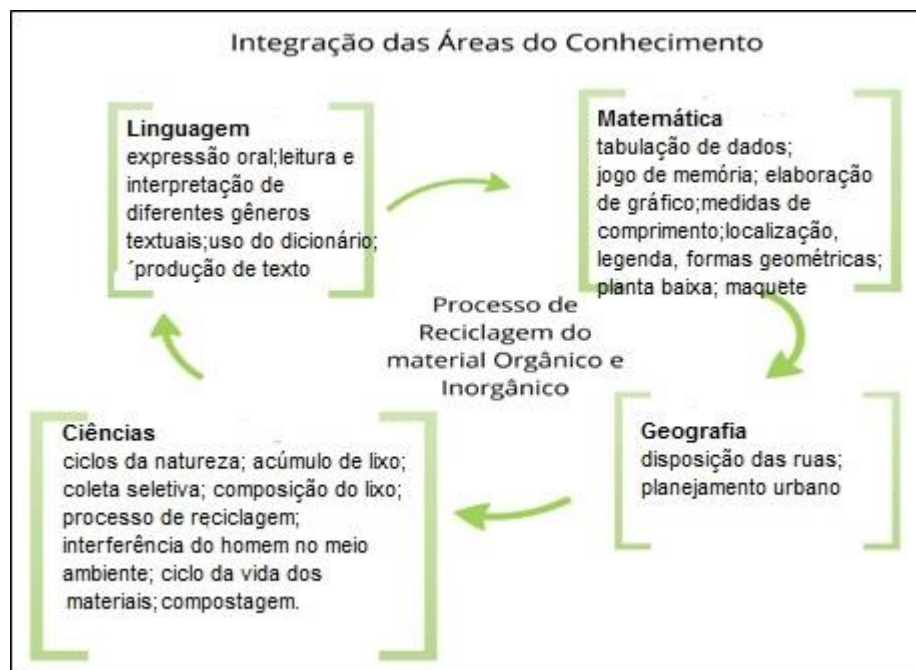 Integração das Áreas do Conhecimento
Linguagem
expressão oral;leitura e
interpretação de
diferentes gêneros
textuais;uso do dicionário;
´produção de texto
Matemática
tabulação de dados;
jogo de memória; elaboração
de gráfico;medidas de
comprimento;localização,
legenda, formas geométricas;
planta baixa; maquete
Processo de
Reciclagem do
material Orgânico e
Inorgânico
Geografia
disposição das ruas;
planejamento urbano
Ciências
ciclos da natureza; acúmulo de lixo;
coleta seletiva; composição do lixo;
processo de reciclagem;
interferência do homem no meio
ambiente; ciclo da vida dos
materiais; compostagem.